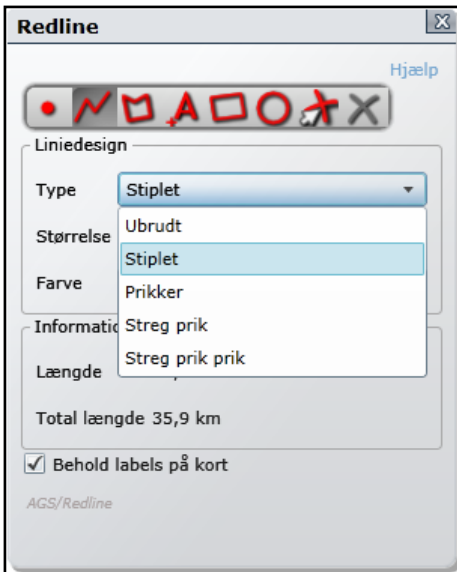 Redline
Hjælp
Liniedesign
Type Stiplet
Størrelse
Farve
Ubrudt
Stiplet
Prikker
Streg prik
Streg prik prik
Længde
Total længde 35,9 km
Behold labels på kort
AGS/Redline